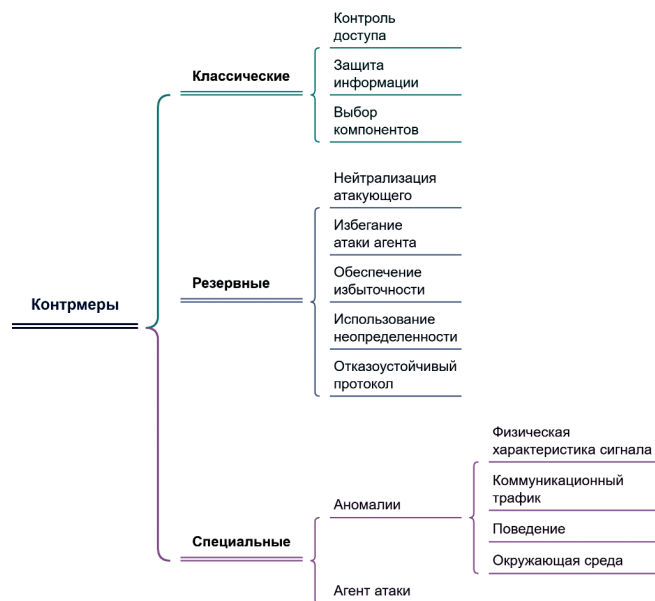 Контрмеры
Классические
Контроль
доступа
Защита
информации
Выбор
компонентов
Резервные
Нейтрализация
атакующего
Избегание
атаки агента
Обеспечение
избыточности
Использование
неопределенности
Отказоустойчивый
протокол
Специальные
Аномалии
Физическая
характеристика сигнала
Коммуникационный
трафик
Поведение
Окружающая среда
Агент атаки